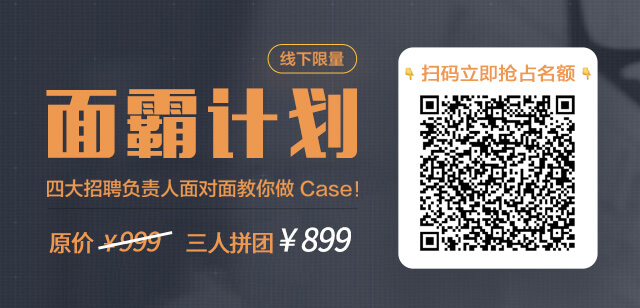 线下限量
面霸计划
四大招聘负责人面对面教你做 Case！
原价 ¥999 三人拼团 ¥899
👇 扫码立即抢占名额 👇